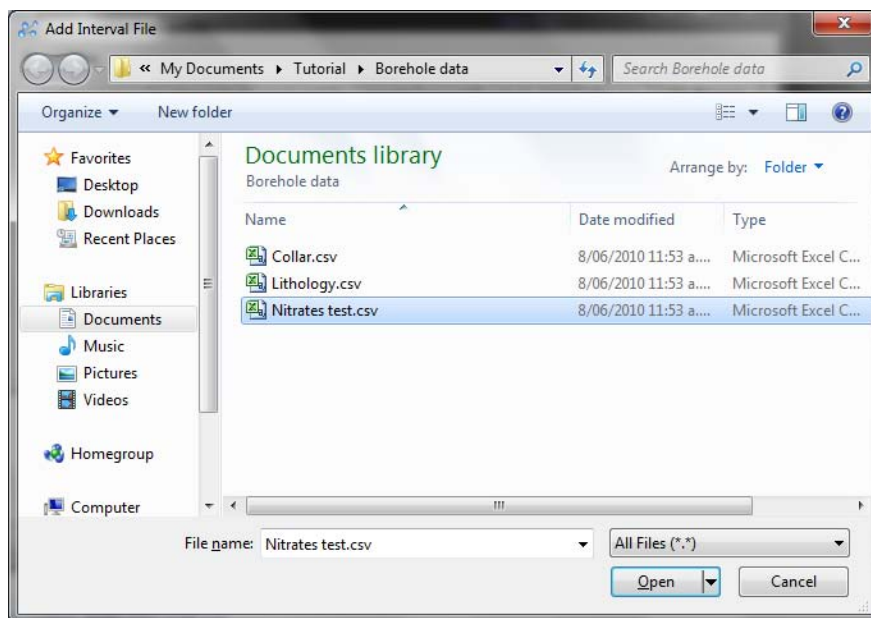 Add Interval File
« My Documents ▸ Tutorial ▸ Borehole data
Search Borehole data
Organize New folder
Favorites
Desktop
Downloads
Recent Places
Libraries
Documents
Music
Pictures
Videos
Homegroup
Computer
Documents library
Borehole data
Arrange by: Folder
Name Date modified Type
Collar.csv 8/06/2010 11:53 a.... Microsoft Excel C...
Lithology.csv 8/06/2010 11:53 a.... Microsoft Excel C...
Nitrates test.csv 8/06/2010 11:53 a.... Microsoft Excel C...
File name: Nitrates test.csv All Files (*.*)
Open Cancel